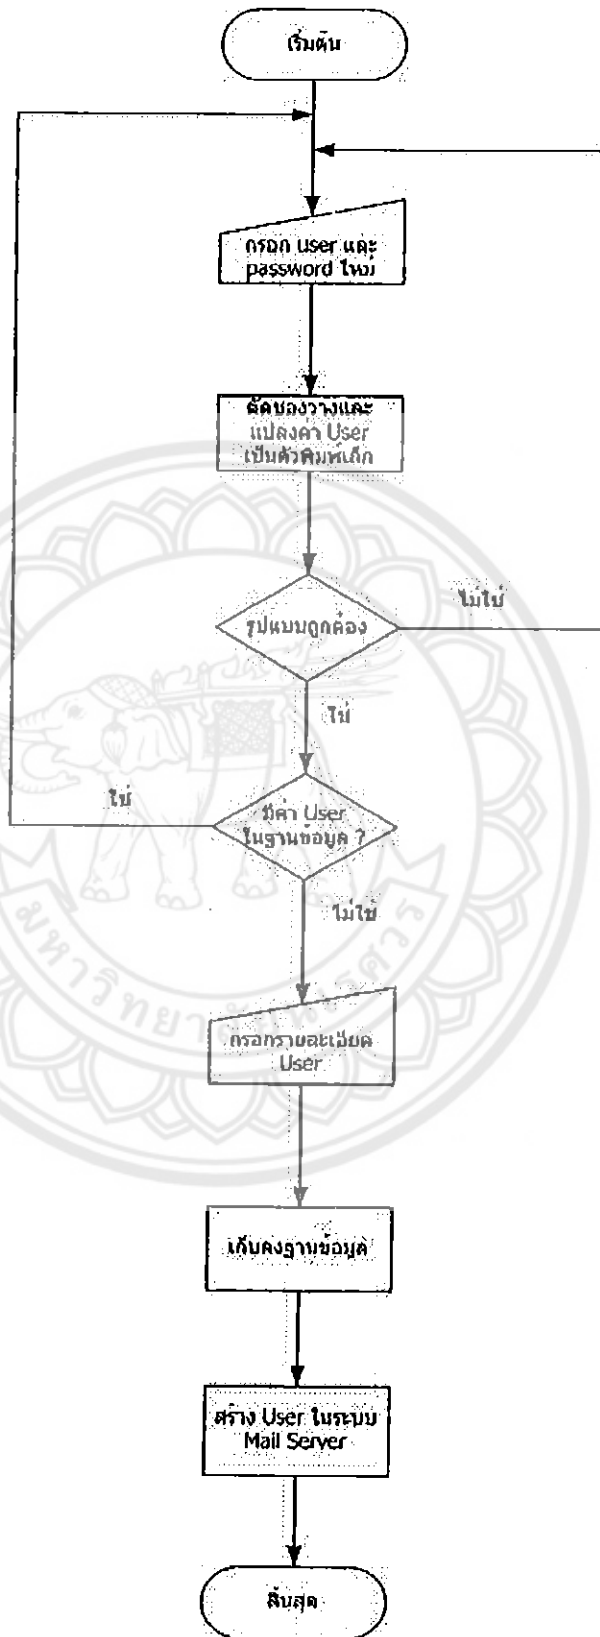 เริ่มต้น
กรอก user และ
password ใหม่
ตัดช่องว่างและ
แปลงค่า User
เป็นตัวพิมพ์เล็ก
รูปแบบถูกต้อง
ไม่ใช่
ใช่
มีค่า User
ในฐานข้อมูล ?
ใช่
ไม่ใช่
กรอกรายละเอียด
User
เก็บลงฐานข้อมูล
สร้าง User ในระบบ
Mail Server
สิ้นสุด